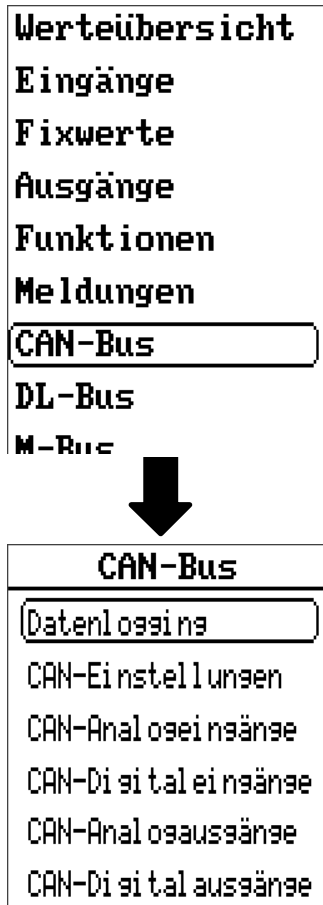 Werteübersicht
Eingänge
Fixwerte
Ausgänge
Funktionen
Meldungen
CAN-Bus
DL-Bus
M-Bus
CAN-Bus
Datenlogging
CAN-Einstellungen
CAN-Analogeingänge
CAN-Digitaleingänge
CAN-Analogausgänge
CAN-Digitalausgänge